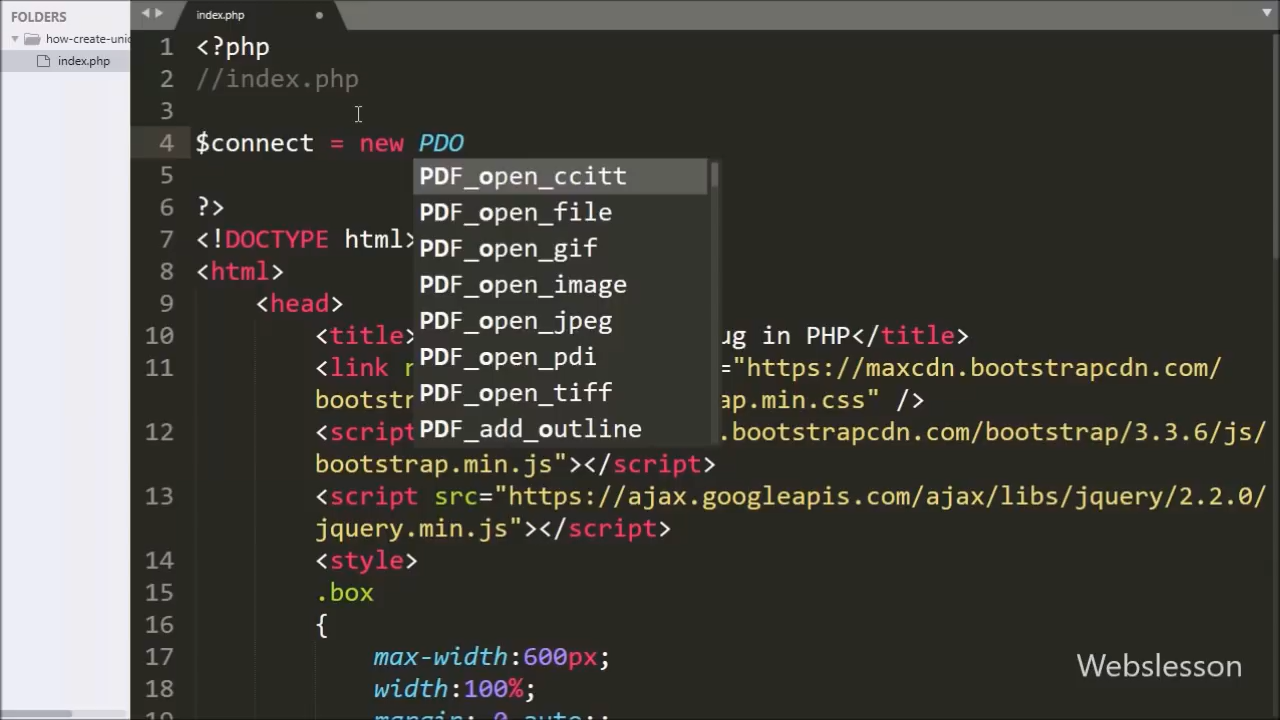 FOLDERS
how-create-unic
index.php
index.php
1 <?php
2 //index.php
3
4 $connect = new PDO
PDF_open_ccitt
PDF_open_file
PDF_open_gif
PDF_open_image
PDF_open_jpeg
PDF_open_pdi
PDF_open_tiff
PDF_add_outline
5
6 ?>
7 <!DOCTYPE html>
8 <html>
9 <head>
10 <title> ug in PHP</title>
11 <link r ="https://maxcdn.bootstrapcdn.com/
bootstr ap.min.css" />
12 <script .bootstrapcdn.com/bootstrap/3.3.6/js/
bootstrap.min.js"></script>
13 <script src="https://ajax.googleapis.com/ajax/libs/jquery/2.2.0/
jquery.min.js"></script>
14 <style>
15 .box
16 {
17 max-width:600px;
18 width:100%;
Webslesson